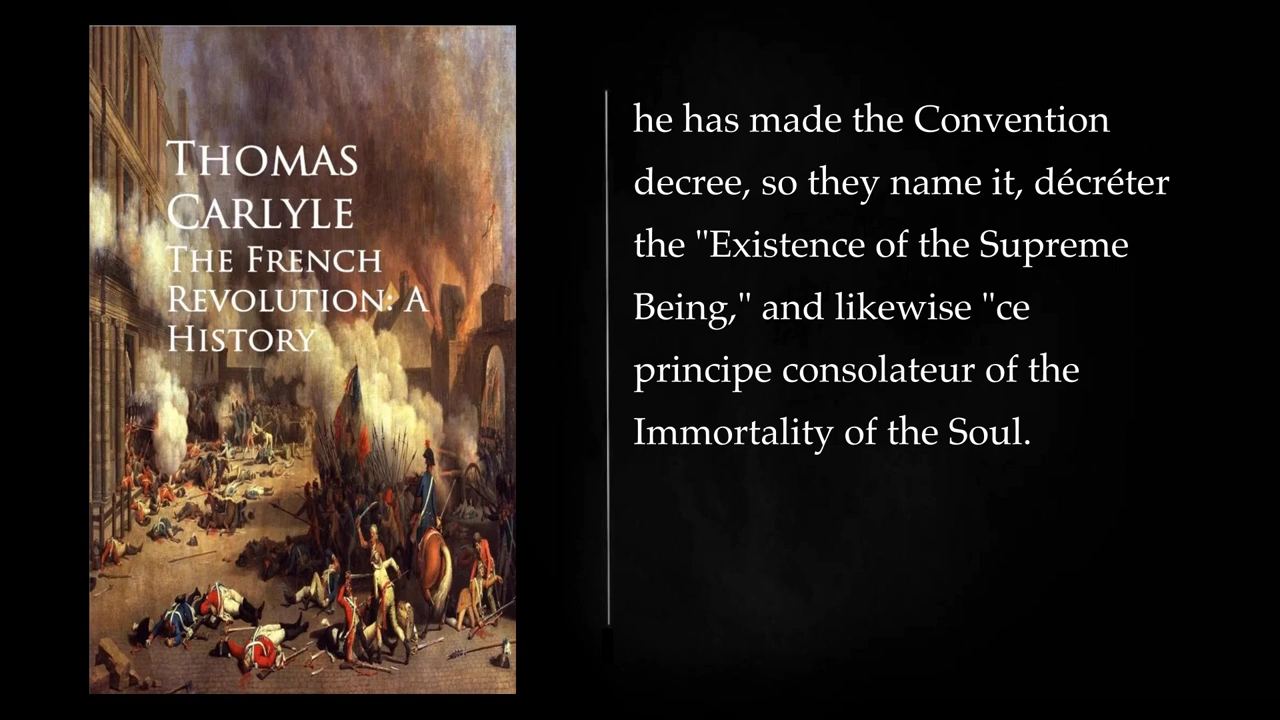 THOMAS
CARLYLE
THE FRENCH
REVOLUTION: A
HISTORY
he has made the Convention
decree, so they name it, décréter
the "Existence of the Supreme
Being," and likewise "ce
principe consolateur of the
Immortality of the Soul.